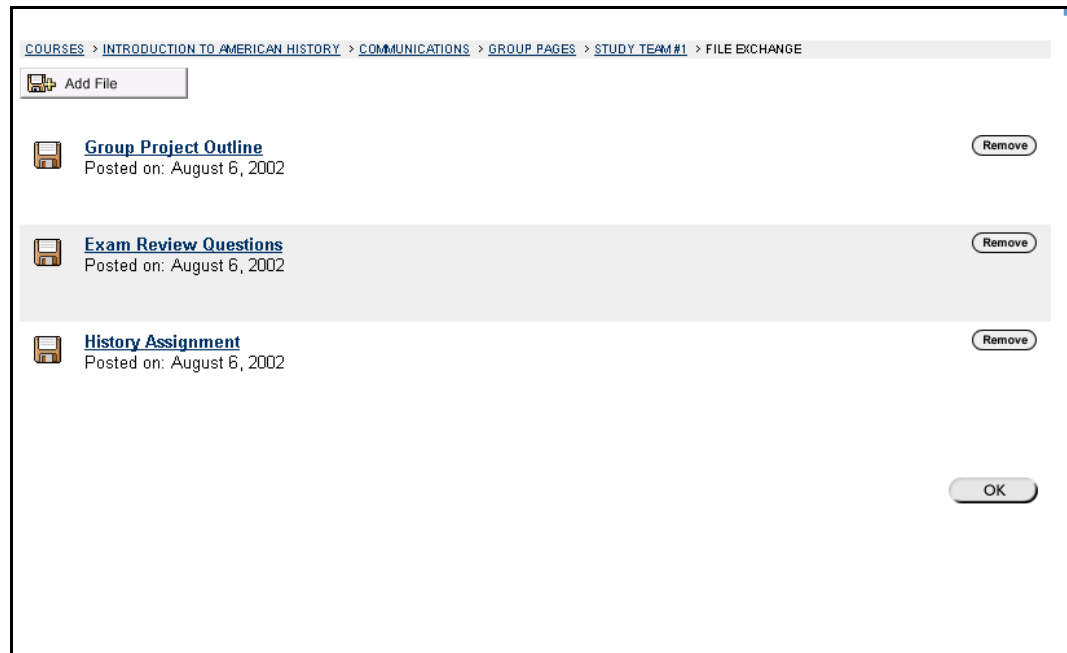 COURSES > INTRODUCTION TO AMERICAN HISTORY > COMMUNICATIONS > GROUP PAGES > STUDY TEAM #1 > FILE EXCHANGE
Add File
Group Project Outline Remove
Posted on: August 6, 2002
Exam Review Questions Remove
Posted on: August 6, 2002
History Assignment Remove
Posted on: August 6, 2002
OK